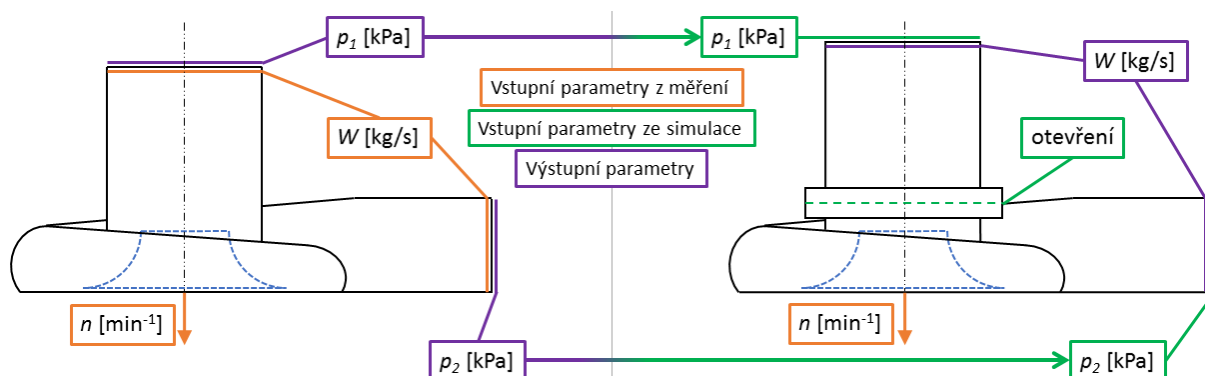 p₁ [kPa]
p₁ [kPa]
W [kg/s]
Vstupní parametry z měření
Vstupní parametry ze simulace
Výstupní parametry
W [kg/s]
otevření
n [min⁻¹]
n [min⁻¹]
p₂ [kPa]
p₂ [kPa]